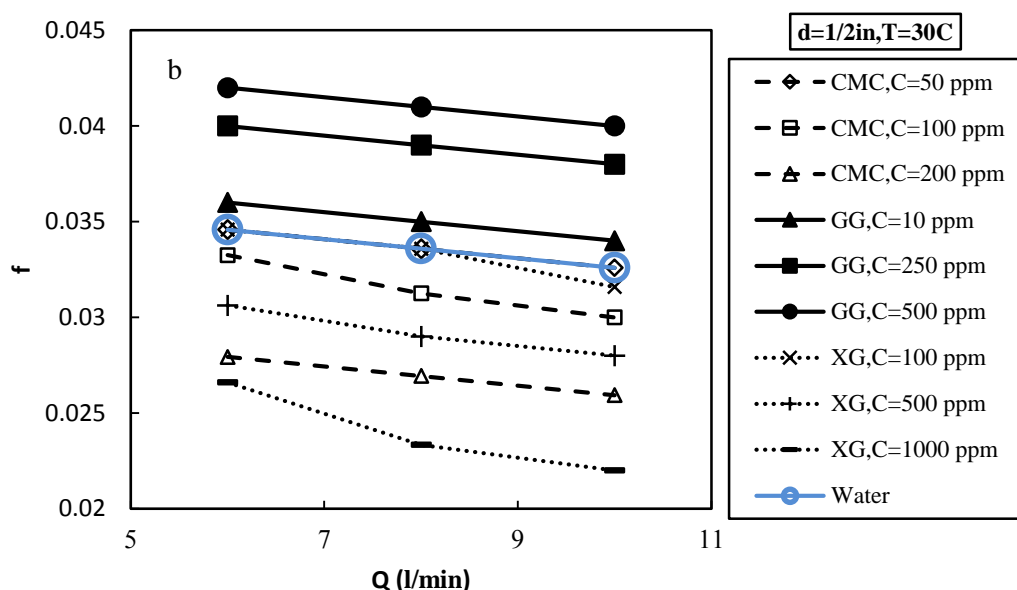 0.045
0.04
0.035
0.03
0.025
0.02
f
b
5
7
9
11
Q (l/min)
d=1/2in,T=30C
CMC,C=50 ppm
CMC,C=100 ppm
CMC,C=200 ppm
GG,C=10 ppm
GG,C=250 ppm
GG,C=500 ppm
XG,C=100 ppm
XG,C=500 ppm
XG,C=1000 ppm
Water